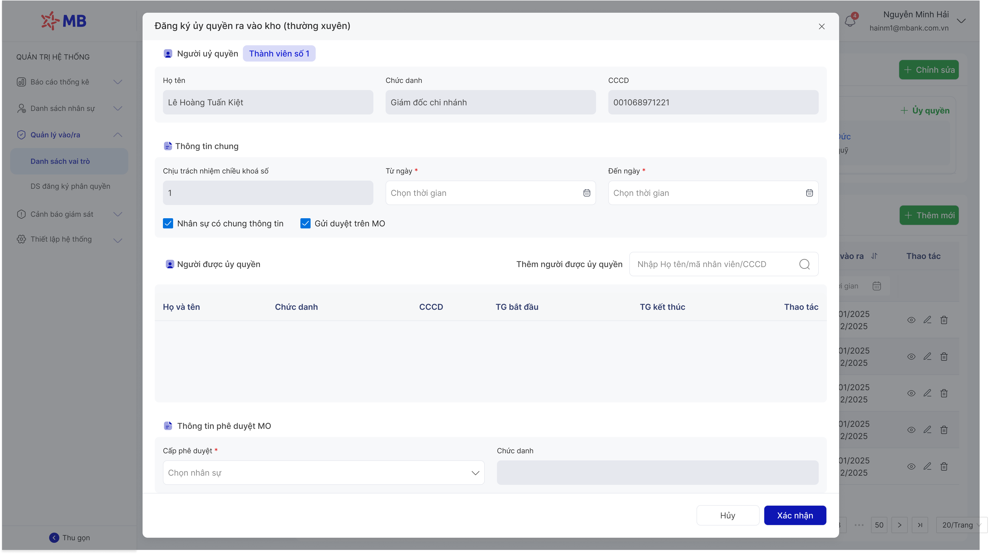 MB
4
Nguyễn Minh Hải
hainm1@mbank.com.vn
QUẢN TRỊ HỆ THỐNG
Báo cáo thống kê
Danh sách nhân sự
Quản lý vào/ra
Danh sách vai trò
DS đăng ký phân quyền
Cảnh báo giám sát
Thiết lập hệ thống
Thu gọn
Đăng ký ủy quyền ra vào kho (thường xuyên)
Người uỷ quyền
Thành viên số 1
Họ tên
Chức danh
CCCD
Lê Hoàng Tuấn Kiệt
Giám đốc chi nhánh
001068971221
Thông tin chung
Chịu trách nhiệm chiều khoá số
Từ ngày *
Đến ngày *
1
Chọn thời gian
Chọn thời gian
Nhân sự có chung thông tin
Gửi duyệt trên MO
Người được ủy quyền
Thêm người được ủy quyền
Nhập Họ tên/mã nhân viên/CCCD
Họ và tên
Chức danh
CCCD
TG bắt đầu
TG kết thúc
Thao tác
Thông tin phê duyệt MO
Cấp phê duyệt *
Chức danh
Chọn nhân sự
Hủy
Xác nhận
Chỉnh sửa
Ủy quyền
Thêm mới
vào ra
Thao tác
gian
01/2025
2/2025
01/2025
2/2025
01/2025
2/2025
01/2025
2/2025
01/2025
2/2025
••• 50 > >| 20/Trang